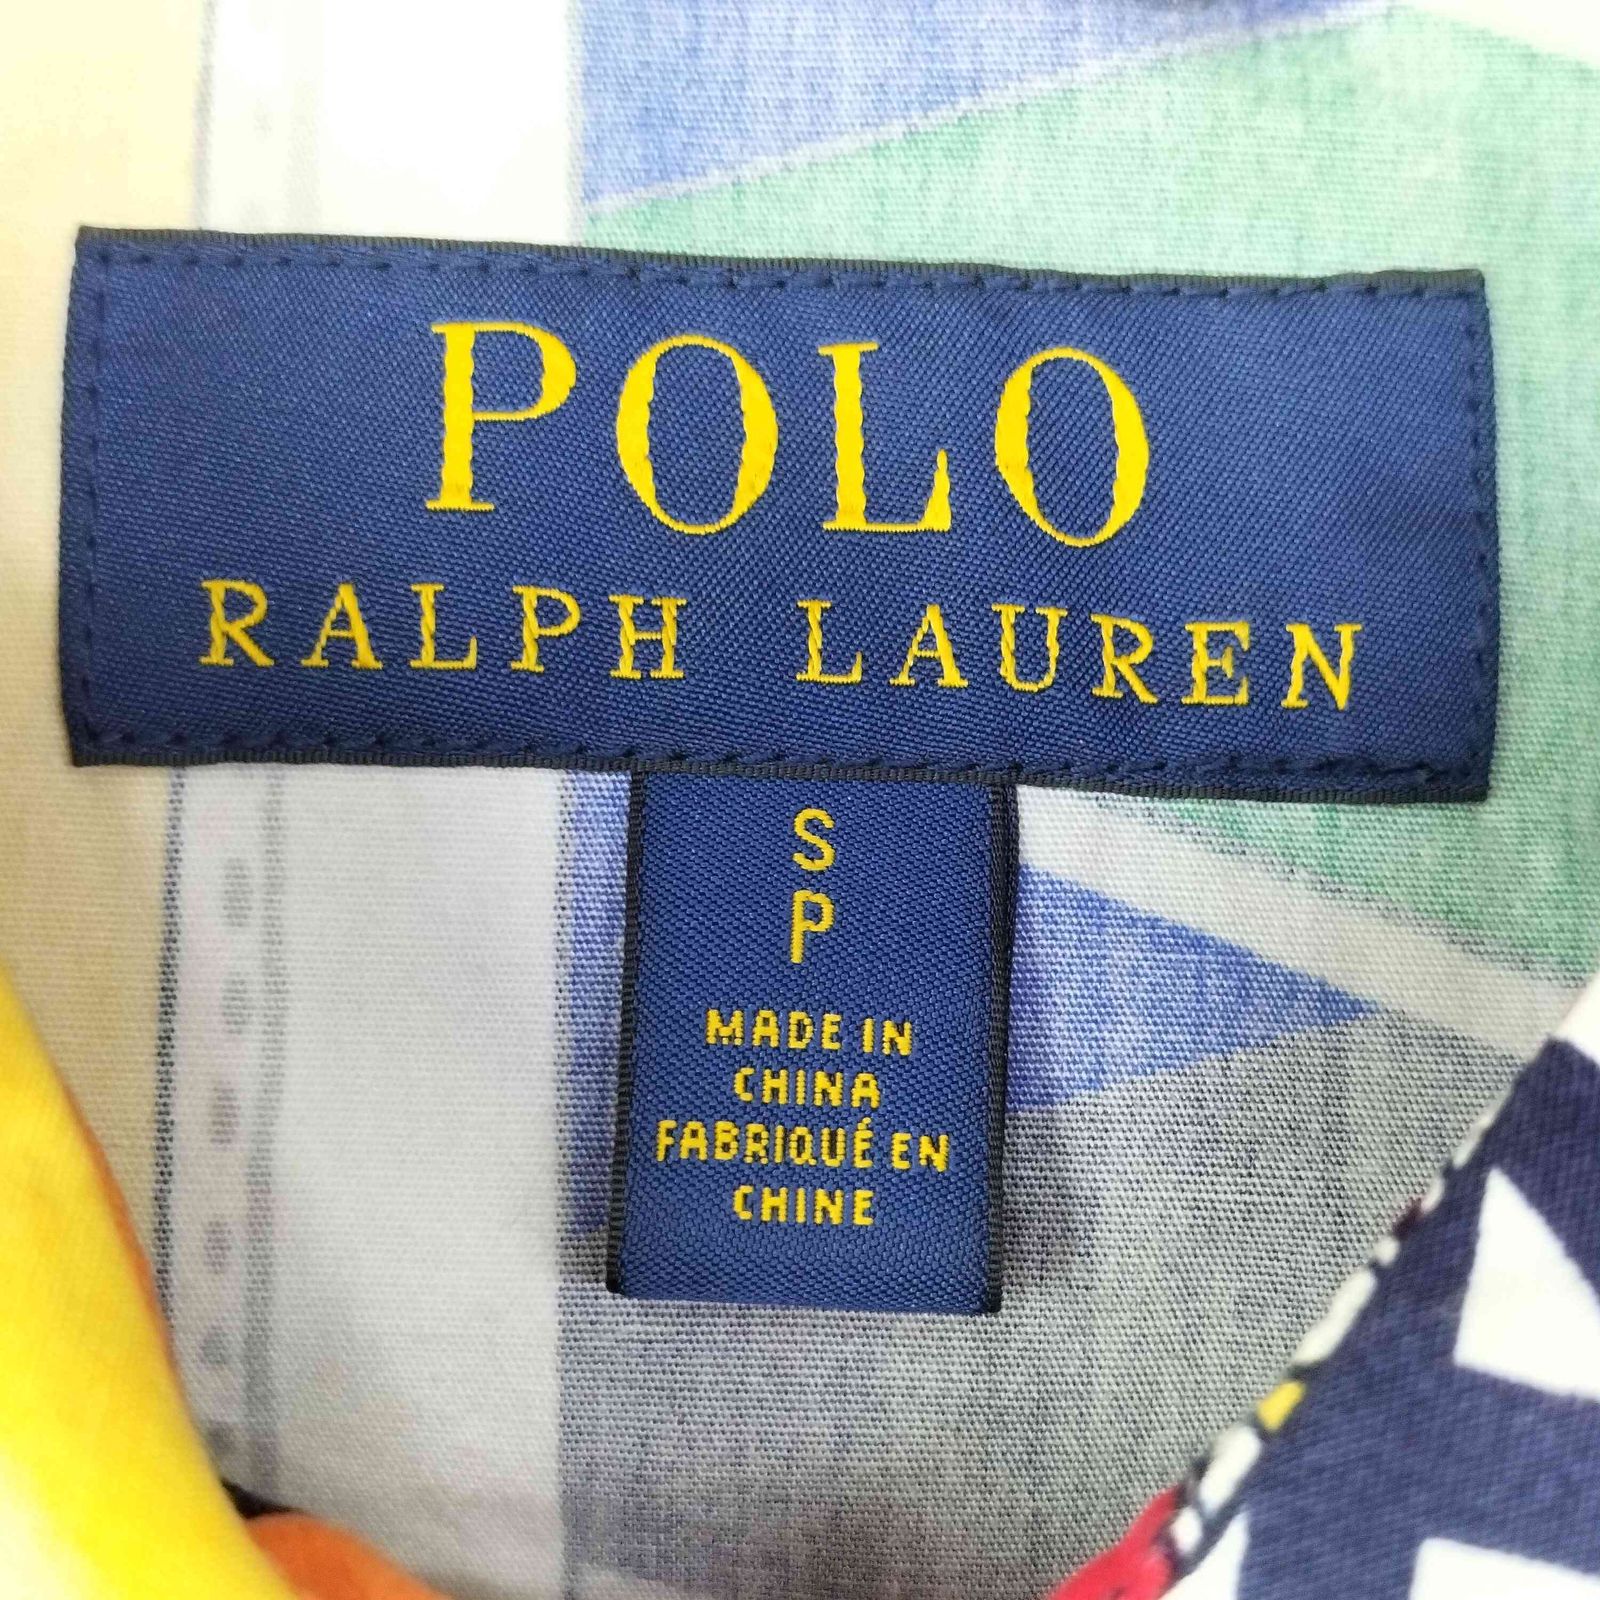 POLO
RALPH LAUREN
S
P
MADE IN
CHINA
FABRIQUÉ EN
CHINE